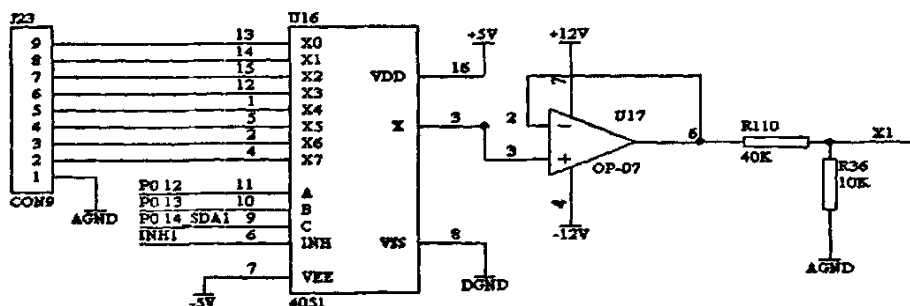 J23
U16
9 13 X0
8 14 X1
7 15 X2
6 12 X3
5 1 X4
4 5 X5
3 2 X6
2 4 X7
1
CON9
AGND
P0 12 11 A
P0 13 10 B
P0 14 SDA1 9 C
INH1 6 INH
-5V 7 VEE
4051
VDD 16 +5V
X 3
VSS 8
DGND
+12V
7
2 −
3 +
U17
6
OP-07
4
-12V
R110
40K
X1
R36
10K
AGND